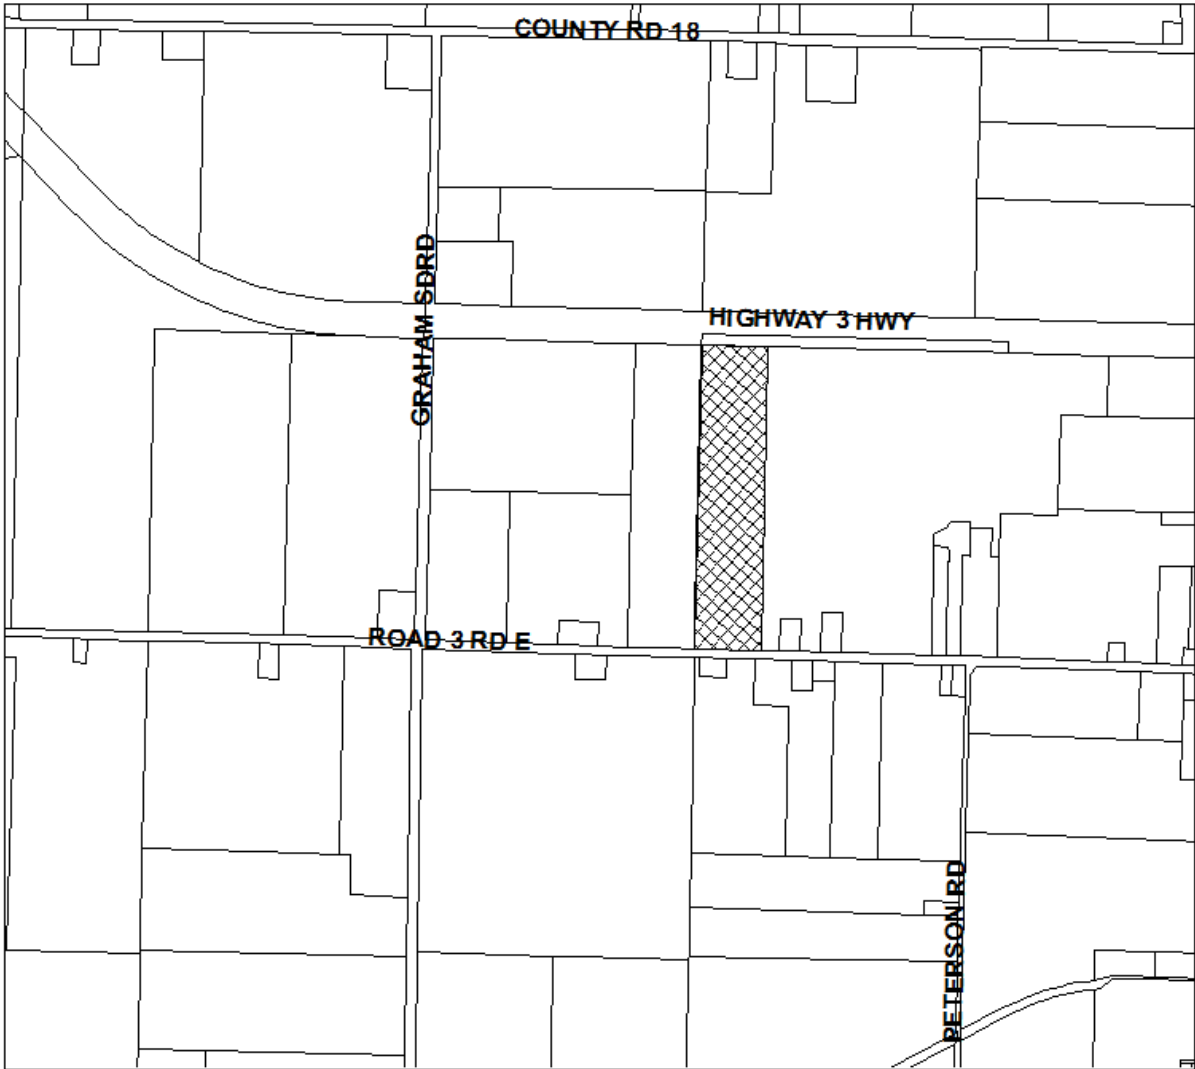 COUNTY RD 18
GRAHAM SDRD
HIGHWAY 3 HWY
ROAD 3 RD E
PETERSON RD